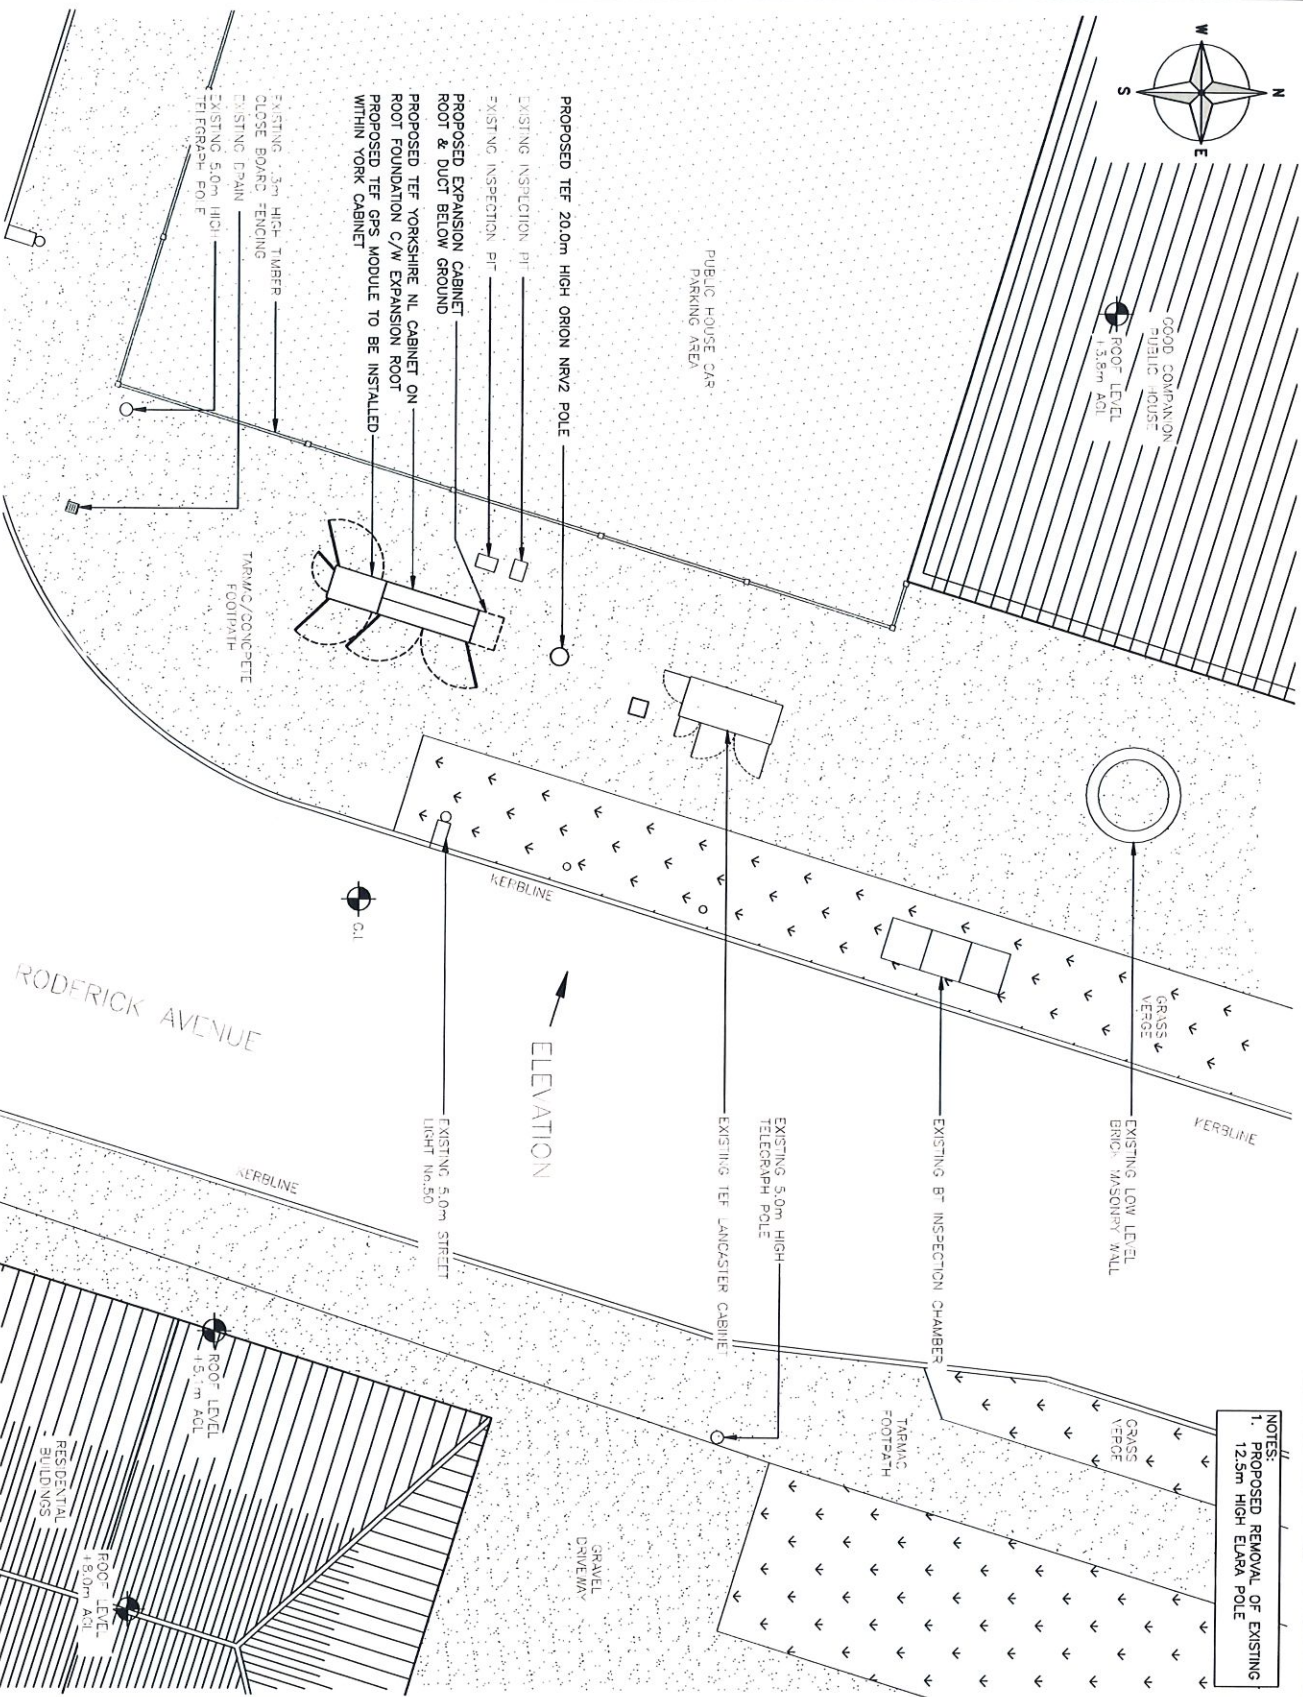 W
N
S
E
GOOD COMPANION
PUBLIC HOUSE
ROOF LEVEL
+3.8m AGL
PUBLIC HOUSE CAR
PARKING AREA
PROPOSED TEF 20.0m HIGH ORION NRV2 POLE
EXISTING INSPECTION PIT
EXISTING INSPECTION PIT
PROPOSED EXPANSION CABINET
ROOT & DUCT BELOW GROUND
PROPOSED TEF YORKSHIRE NL CABINET ON
ROOT FOUNDATION C/W EXPANSION ROOT
PROPOSED TEF GPS MODULE TO BE INSTALLED
WITHIN YORK CABINET
EXISTING 1.3m HIGH TIMBER
CLOSE BOARD FENCING
EXISTING DRAIN
EXISTING 5.0m HIGH
TELEGRAPH POLE
TARMAC/CONCRETE
FOOTPATH
KERBLINE
G.L
RODERICK AVENUE
ELEVATION
GRASS
VERGE
KERBLINE
EXISTING LOW LEVEL
BRICK MASONRY WALL
EXISTING BT INSPECTION CHAMBER
EXISTING 5.0m HIGH
TELEGRAPH POLE
EXISTING TEF LANCASTER CABINET
EXISTING 5.0m STREET
LIGHT No.50
KERBLINE
NOTES:
1. PROPOSED REMOVAL OF EXISTING
12.5m HIGH ELARA POLE
GRASS
VERGE
TARMAC
FOOTPATH
GRAVEL
DRIVEWAY
ROOF LEVEL
AGL
RESIDENTIAL
BUILDINGS
ROOF LEVEL
+8.0m AGL